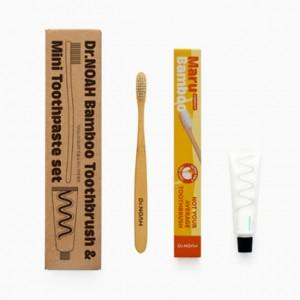 Dr.NOAH Bamboo Toothbrush &
Mini Toothpaste set
Dr.NOAH
Maru
Bamboo
NOT YOUR
AVERAGE
TOOTHBRUSH
Dr.NOAH